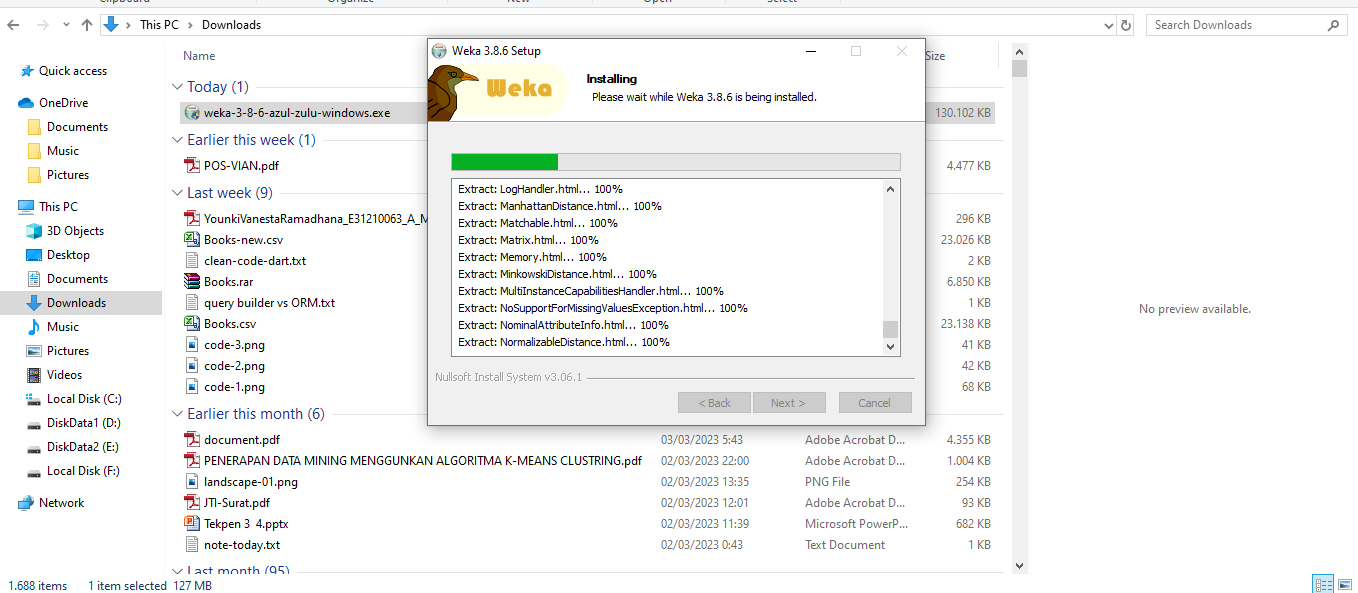 Clipboard Organize New Open Select
This PC > Downloads
Search Downloads
Quick access
OneDrive
Documents
Music
Pictures
This PC
3D Objects
Desktop
Documents
Downloads
Music
Pictures
Videos
Local Disk (C:)
DiskData1 (D:)
DiskData2 (E:)
Local Disk (F:)
Network
Name
Size
Today (1)
weka-3-8-6-azul-zulu-windows.exe 130.102 KB
Earlier this week (1)
POS-VIAN.pdf 4.477 KB
Last week (9)
YounkiVanestaRamadhana_E31210063_A_M 296 KB
Books-new.csv 23.026 KB
clean-code-dart.txt 2 KB
Books.rar 6.850 KB
query builder vs ORM.txt 1 KB
Books.csv 23.138 KB
code-3.png 41 KB
code-2.png 42 KB
code-1.png 68 KB
Earlier this month (6)
document.pdf 03/03/2023 5:43 Adobe Acrobat D... 4.355 KB
PENERAPAN DATA MINING MENGGUNKAN ALGORITMA K-MEANS CLUSTRING.pdf 02/03/2023 22:00 Adobe Acrobat D... 1.004 KB
landscape-01.png 02/03/2023 13:35 PNG File 254 KB
JTI-Surat.pdf 02/03/2023 12:01 Adobe Acrobat D... 93 KB
Tekpen 3 4.pptx 02/03/2023 11:39 Microsoft PowerP... 682 KB
note-today.txt 02/03/2023 0:43 Text Document 1 KB
Last month (95)
Weka 3.8.6 Setup
Weka
Installing
Please wait while Weka 3.8.6 is being installed.
Extract: LogHandler.html... 100%
Extract: ManhattanDistance.html... 100%
Extract: Matchable.html... 100%
Extract: Matrix.html... 100%
Extract: Memory.html... 100%
Extract: MinkowskiDistance.html... 100%
Extract: MultiInstanceCapabilitiesHandler.html... 100%
Extract: NoSupportForMissingValuesException.html... 100%
Extract: NominalAttributeInfo.html... 100%
Extract: NormalizableDistance.html... 100%
Nullsoft Install System v3.06.1
< Back Next > Cancel
No preview available.
1.688 items 1 item selected 127 MB